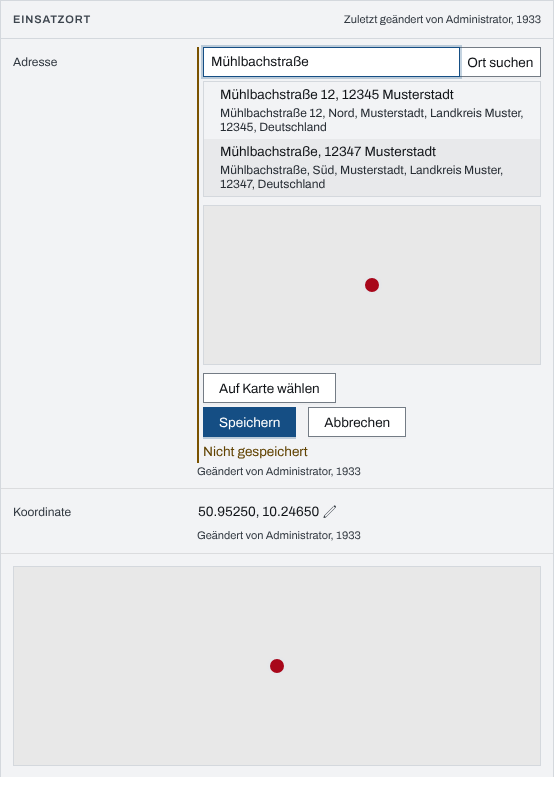 EINSATZORT
Zuletzt geändert von Administrator, 1933
Adresse
Mühlbachstraße
Ort suchen
Mühlbachstraße 12, 12345 Musterstadt
Mühlbachstraße 12, Nord, Musterstadt, Landkreis Muster,
12345, Deutschland
Mühlbachstraße, 12347 Musterstadt
Mühlbachstraße, Süd, Musterstadt, Landkreis Muster,
12347, Deutschland
Auf Karte wählen
Speichern
Abbrechen
Nicht gespeichert
Geändert von Administrator, 1933
Koordinate
50.95250, 10.24650
Geändert von Administrator, 1933